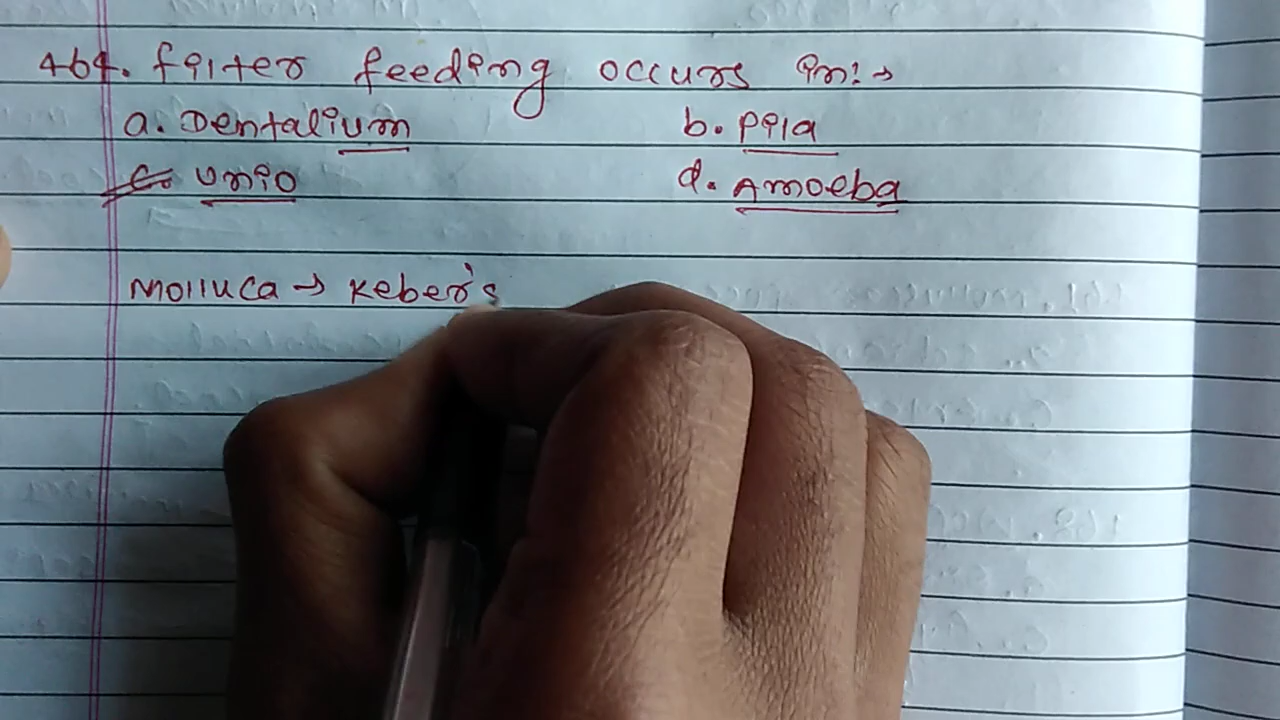 464. Filter feeding occurs in:→
a. Dentalium b. Pila
c. Unio d. Amoeba
Molluca → Keber's